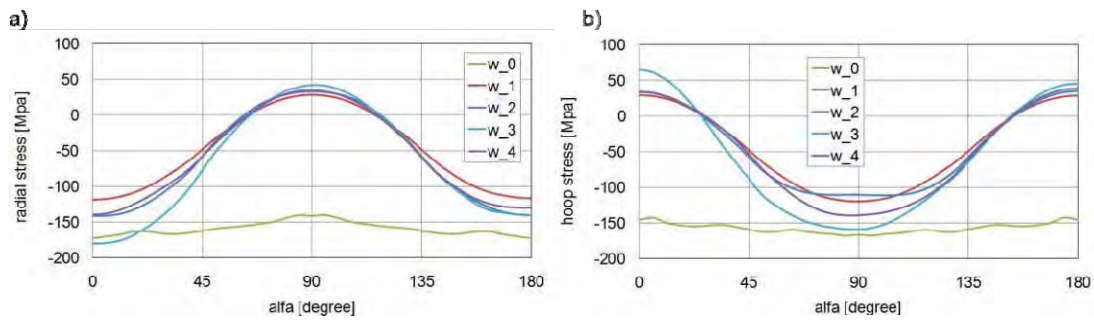 a)
radial stress [Mpa]
100
50
0
-50
-100
-150
-200
0 45 90 135 180
alfa [degree]
w_0
w_1
w_2
w_3
w_4
b)
hoop stress [Mpa]
100
50
0
-50
-100
-150
-200
0 45 90 135 180
alfa [degree]
w_0
w_1
w_2
w_3
w_4